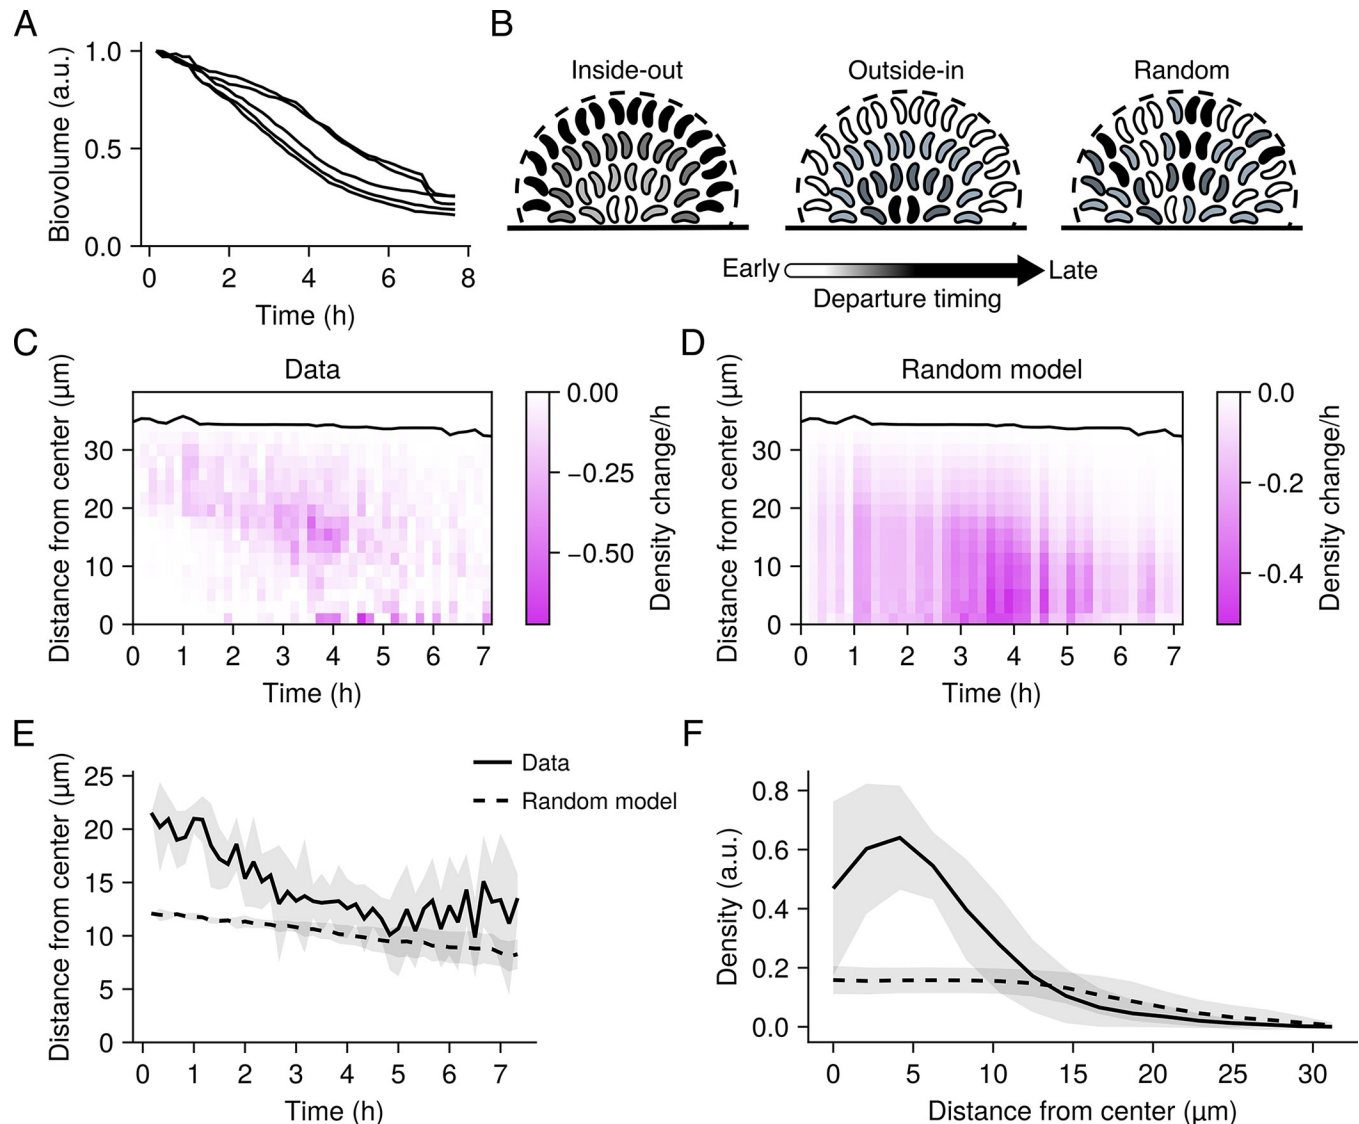 A
Biovolume (a.u.)
1.0
0.5
0.0
0 2 4 6 8
Time (h)
B
Inside-out Outside-in Random
Early Late
Departure timing
C
Data
Distance from center (µm)
30
20
10
0
0 1 2 3 4 5 6 7
Time (h)
0.00
−0.25
−0.50
Density change/h
D
Random model
Distance from center (µm)
30
20
10
0
0 1 2 3 4 5 6 7
Time (h)
0.0
-0.2
-0.4
Density change/h
E
Data
Random model
Distance from center (µm)
25
20
15
10
5
0
0 1 2 3 4 5 6 7
Time (h)
F
Density (a.u.)
0.8
0.6
0.4
0.2
0.0
0 5 10 15 20 25 30
Distance from center (µm)